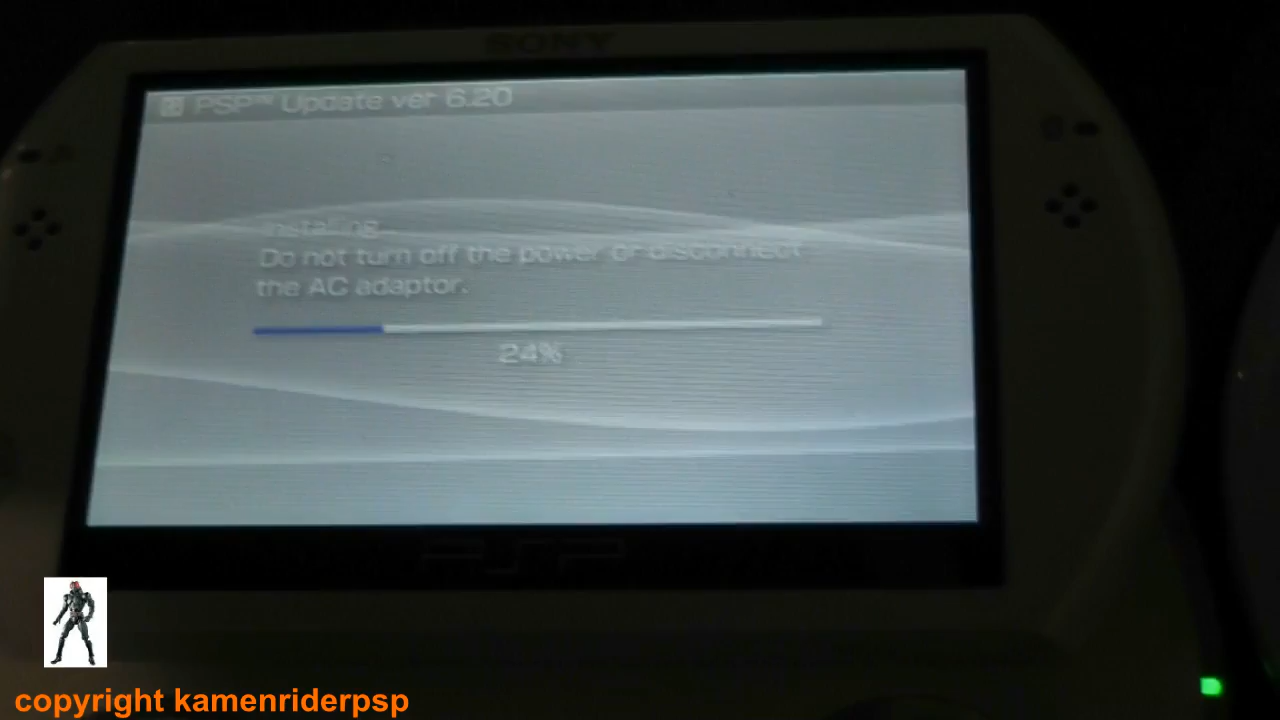 SONY
PSP™ Update ver 6.20
Installing...
Do not turn off the power or disconnect
the AC adaptor.
24%
PSP
copyright kamenriderpsp